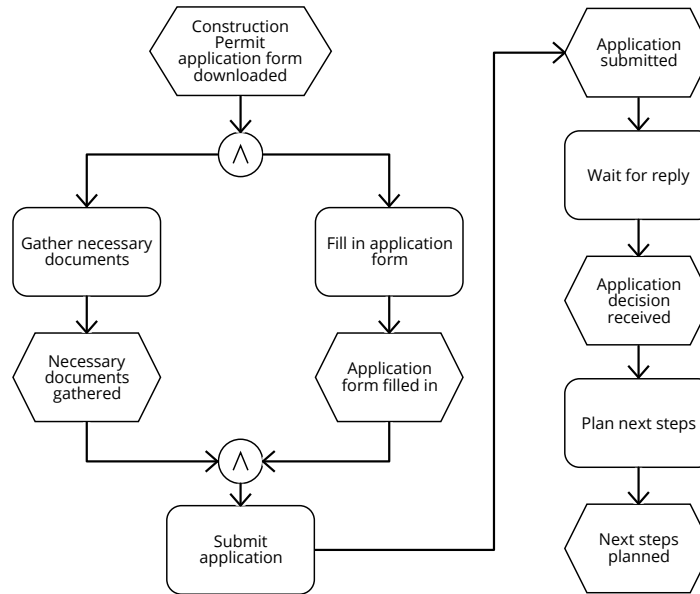 Construction
Permit
application form
downloaded
∧
Gather necessary
documents
Fill in application
form
Necessary
documents
gathered
Application
form filled in
∧
Submit
application
Application
submitted
Wait for reply
Application
decision
received
Plan next steps
Next steps
planned